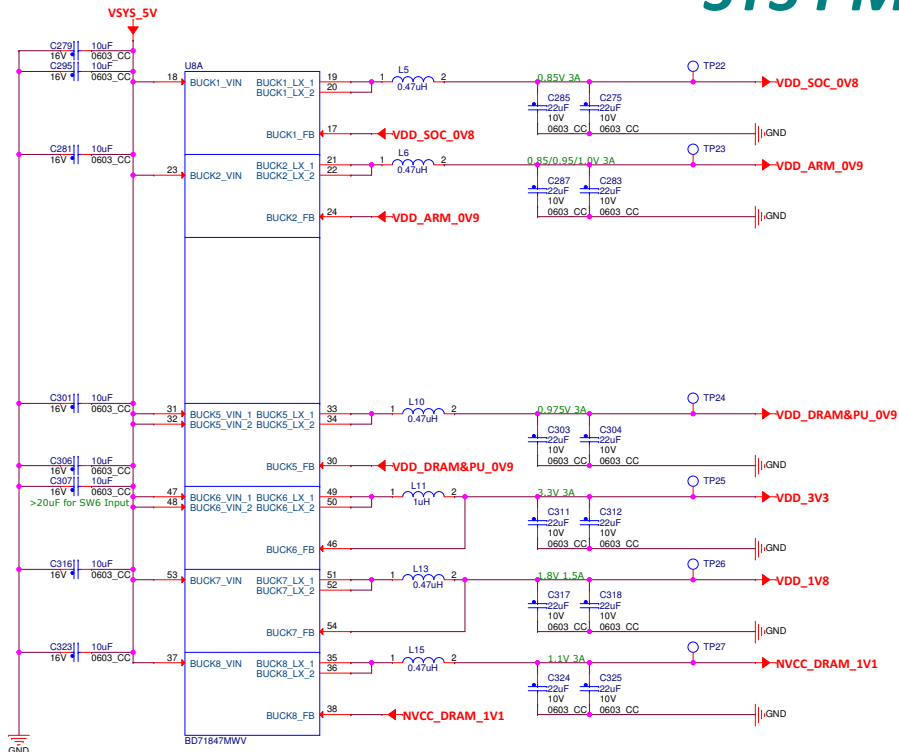 VSYS_5V
C279 10uF
16V 0603_CC
C295 10uF
16V 0603_CC
U8A
18 BUCK1_VIN BUCK1_LX_1 19
BUCK1_LX_2 20
L5
1 2
0.47uH
0.85V 3A
TP22
VDD_SOC_0V8
C285 C275
22uF 22uF
10V 10V
0603_CC 0603_CC
GND
BUCK1_FB 17 VDD_SOC_0V8
C281 10uF
16V 0603_CC
23 BUCK2_VIN BUCK2_LX_1 21
BUCK2_LX_2 22
L6
1 2
0.47uH
0.85/0.95/1.0V 3A
TP23
VDD_ARM_0V9
C287 C283
22uF 22uF
10V 10V
0603_CC 0603_CC
GND
BUCK2_FB 24 VDD_ARM_0V9
C301 10uF
16V 0603_CC
31 BUCK5_VIN_1 BUCK5_LX_1 33
32 BUCK5_VIN_2 BUCK5_LX_2 34
L10
1 2
0.47uH
0.975V 3A
TP24
VDD_DRAM&PU_0V9
C303 C304
22uF 22uF
10V 10V
0603_CC 0603_CC
GND
BUCK5_FB 30 VDD_DRAM&PU_0V9
C306 10uF
16V 0603_CC
C307 10uF
16V 0603_CC
>20uF for SW6 Input
47 BUCK6_VIN_1 BUCK6_LX_1 49
48 BUCK6_VIN_2 BUCK6_LX_2 50
L11
1 2
1uH
3.3V 3A
TP25
VDD_3V3
C311 C312
22uF 22uF
10V 10V
0603_CC 0603_CC
GND
BUCK6_FB 46
C316 10uF
16V 0603_CC
53 BUCK7_VIN BUCK7_LX_1 51
BUCK7_LX_2 52
L13
1 2
0.47uH
1.8V 1.5A
TP26
VDD_1V8
C317 C318
22uF 22uF
10V 10V
0603_CC 0603_CC
GND
BUCK7_FB 54
C323 10uF
16V 0603_CC
37 BUCK8_VIN BUCK8_LX_1 35
BUCK8_LX_2 36
L15
1 2
0.47uH
1.1V 3A
TP27
NVCC_DRAM_1V1
C324 C325
22uF 22uF
10V 10V
0603_CC 0603_CC
GND
BUCK8_FB 38 NVCC_DRAM_1V1
BD71847MWV
GND